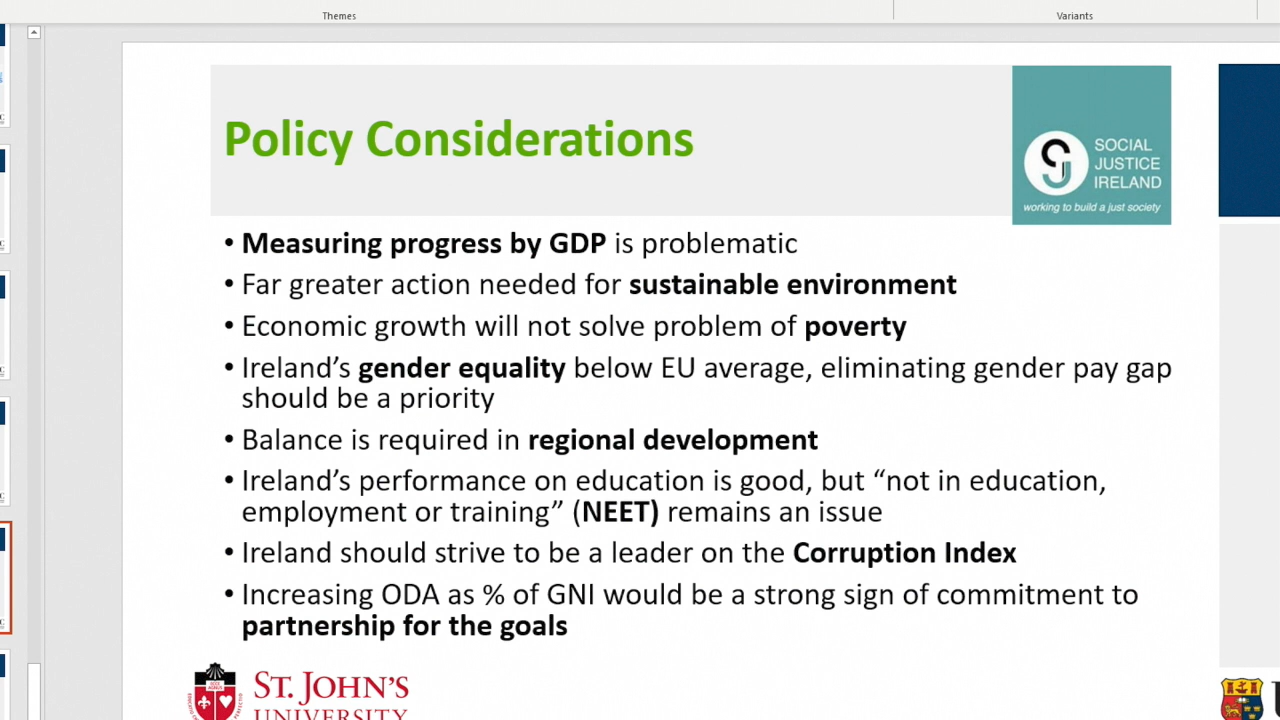 Themes
Variants
Policy Considerations
SOCIAL
JUSTICE
IRELAND
working to build a just society
• Measuring progress by GDP is problematic
• Far greater action needed for sustainable environment
• Economic growth will not solve problem of poverty
• Ireland’s gender equality below EU average, eliminating gender pay gap
should be a priority
• Balance is required in regional development
• Ireland’s performance on education is good, but “not in education,
employment or training” (NEET) remains an issue
• Ireland should strive to be a leader on the Corruption Index
• Increasing ODA as % of GNI would be a strong sign of commitment to
partnership for the goals
ST. JOHN’S
UNIVERSITY